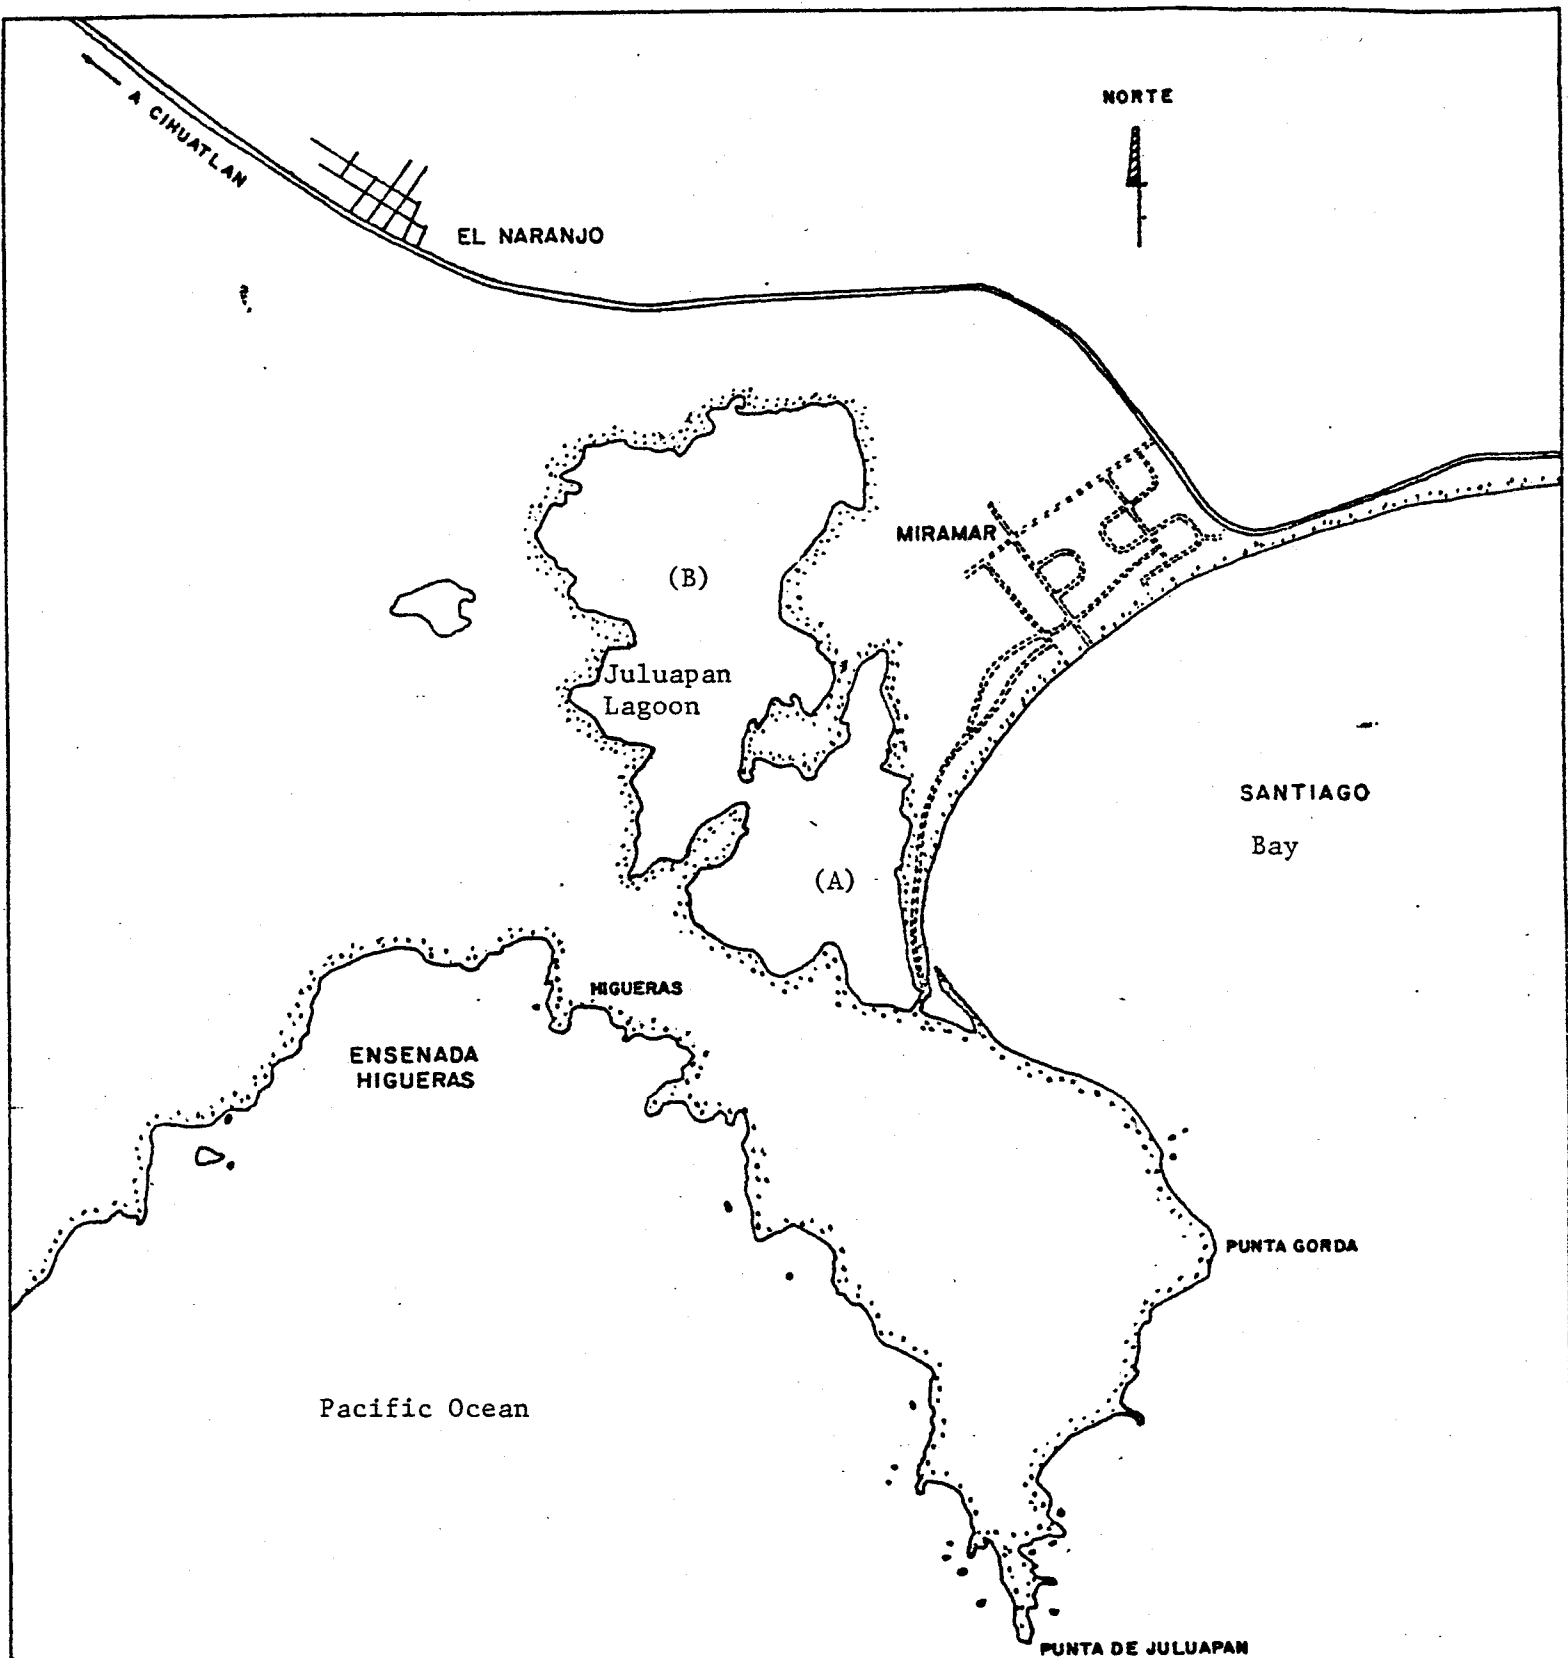 NORTE
A CIHUATLAN
EL NARANJO
MIRAMAR
(B)
Juluapan
Lagoon
SANTIAGO
Bay
(A)
HIGUERAS
ENSENADA
HIGUERAS
PUNTA GORDA
Pacific Ocean
PUNTA DE JULUAPAN